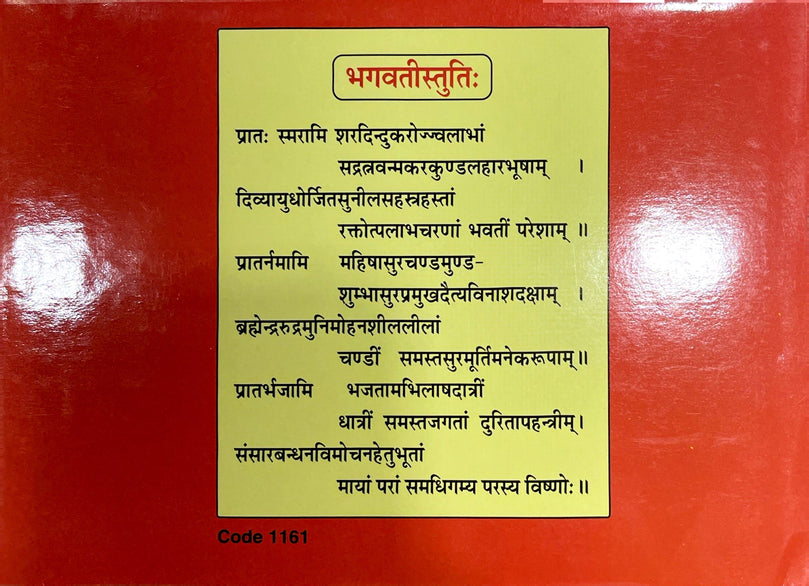 भगवतीस्तुतिः
प्रातः स्मरामि शरदिन्दुकरोज्ज्वलाभां
सद्रत्नवन्मकरकुण्डलहारभूषाम् ।
दिव्यायुधोर्जितसुनीलसहस्त्रहस्तां
रक्तोत्पलाभचरणां भवतीं परेशाम् ॥
प्रातर्नमामि महिषासुरचण्डमुण्ड-
शुम्भासुरप्रमुखदैत्यविनाशदक्षाम् ।
ब्रह्मेन्द्ररुद्रमुनिमोहनशीललीलां
चण्डीं समस्तसुरमूर्तिमनेकरूपाम्॥
प्रातर्भजामि भजतामभिलाषदात्रीं
धात्रीं समस्तजगतां दुरितापहन्त्रीम्।
संसारबन्धनविमोचनहेतुभूतां
मायां परां समधिगम्य परस्य विष्णोः॥
Code 1161